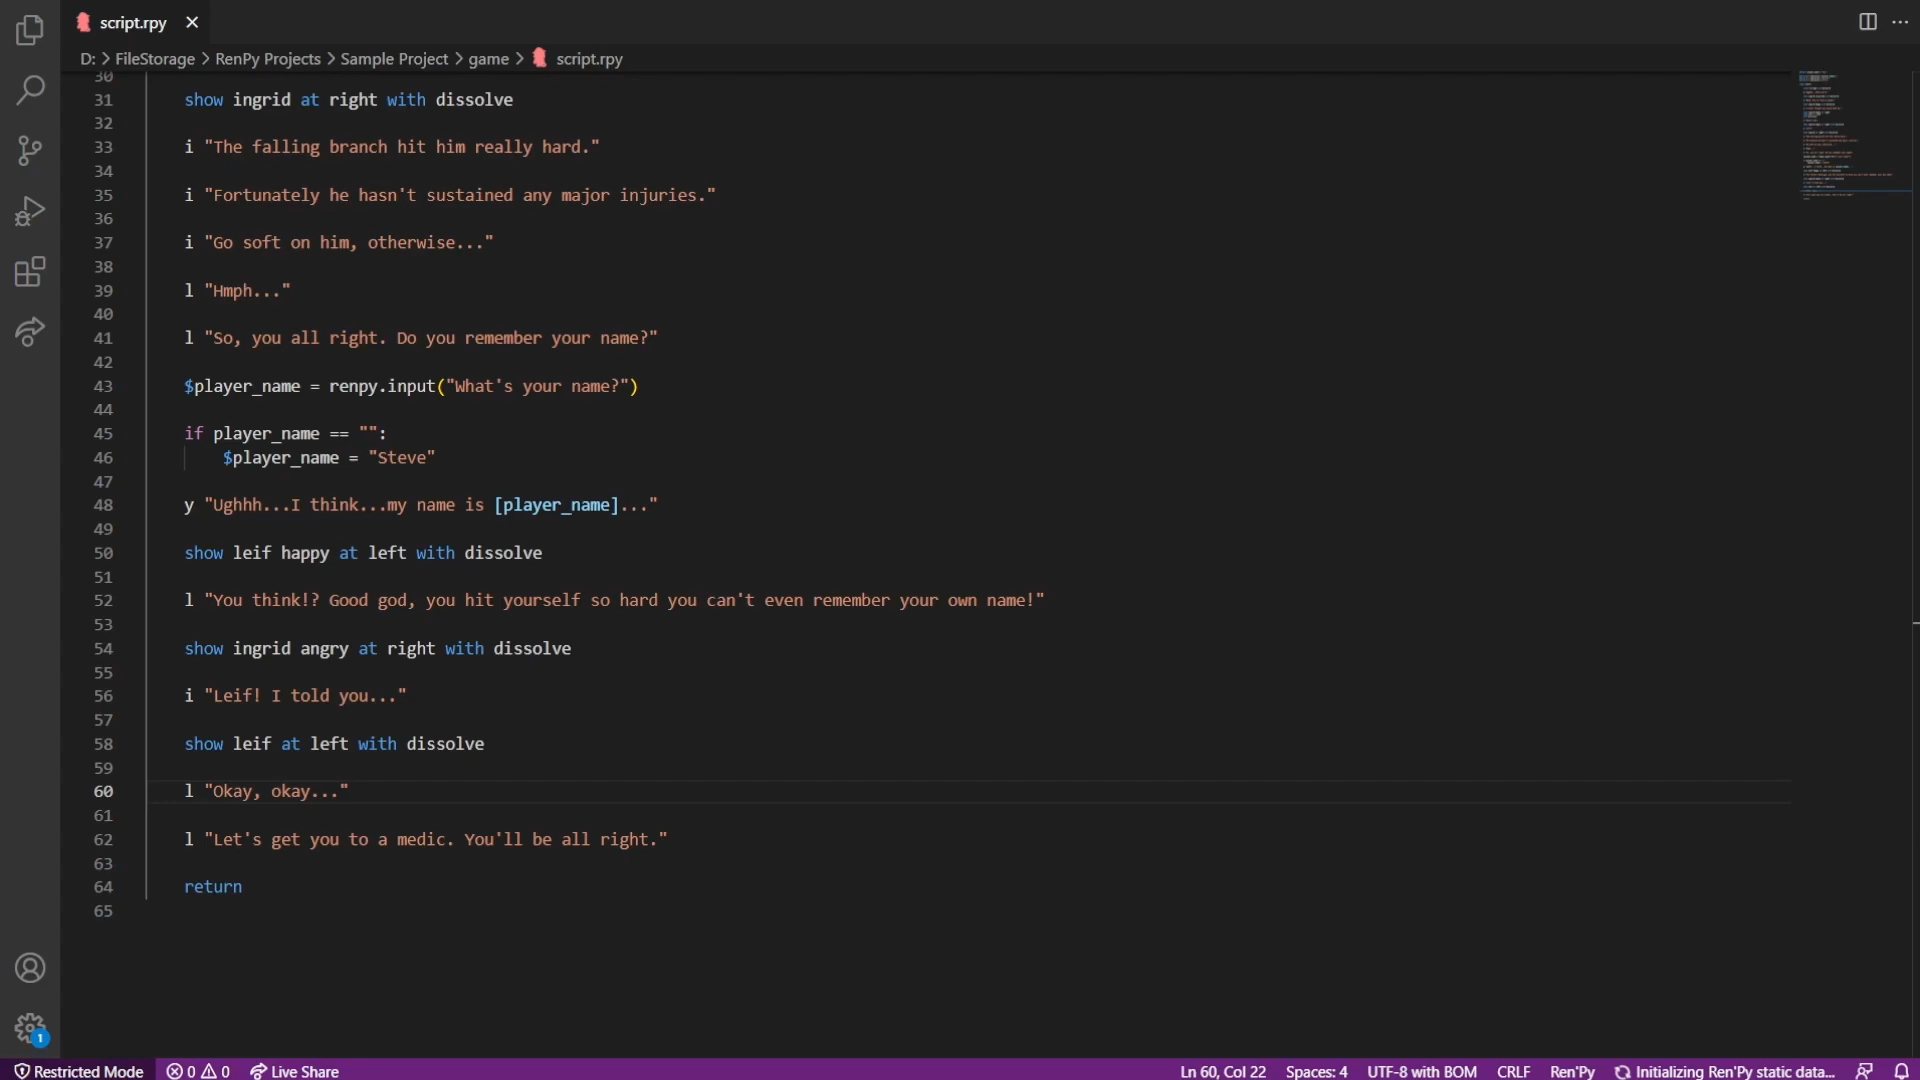 script.rpy
D: > FileStorage > RenPy Projects > Sample Project > game > script.rpy
30
31 show ingrid at right with dissolve
32
33 i "The falling branch hit him really hard."
34
35 i "Fortunately he hasn't sustained any major injuries."
36
37 i "Go soft on him, otherwise..."
38
39 l "Hmph..."
40
41 l "So, you all right. Do you remember your name?"
42
43 $player_name = renpy.input("What's your name?")
44
45 if player_name == "":
46 $player_name = "Steve"
47
48 y "Ughhh...I think...my name is [player_name]..."
49
50 show leif happy at left with dissolve
51
52 l "You think!? Good god, you hit yourself so hard you can't even remember your own name!"
53
54 show ingrid angry at right with dissolve
55
56 i "Leif! I told you..."
57
58 show leif at left with dissolve
59
60 l "Okay, okay..."
61
62 l "Let's get you to a medic. You'll be all right."
63
64 return
65
1
Restricted Mode 0 0 Live Share Ln 60, Col 22 Spaces: 4 UTF-8 with BOM CRLF Ren'Py Initializing Ren'Py static data...